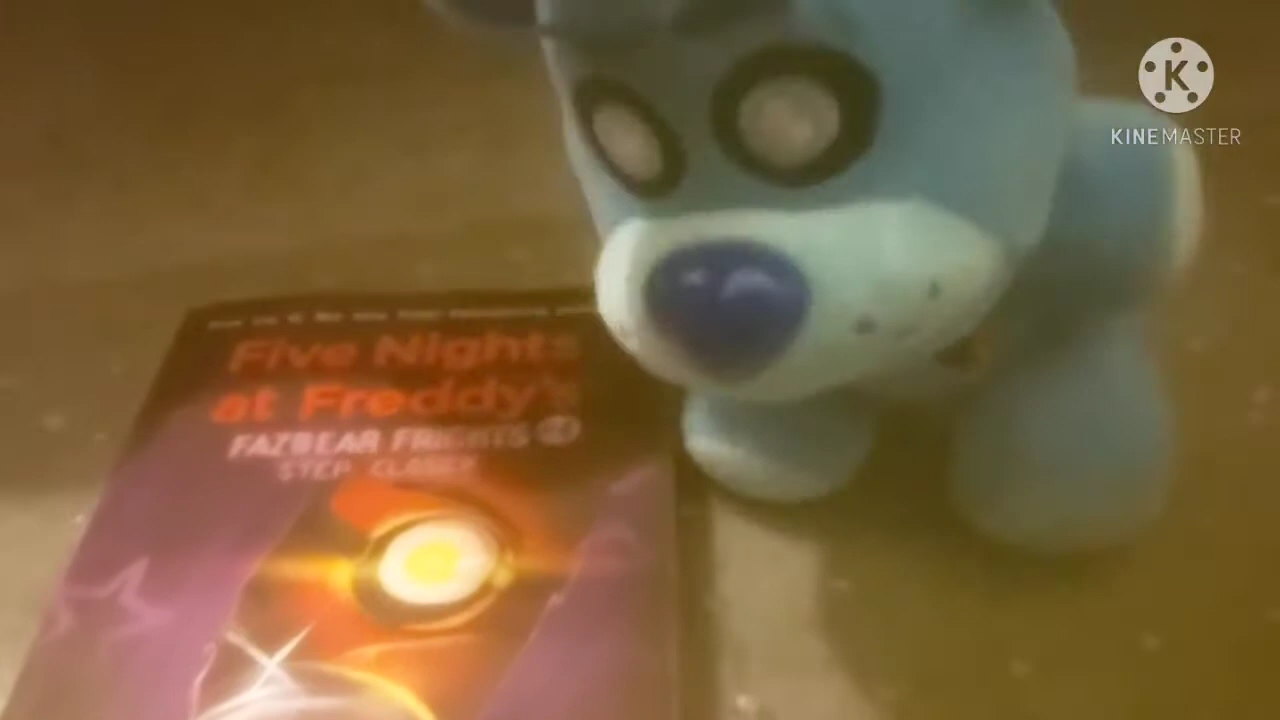 K
KINEMASTER
Five Nights
at Freddy's
FAZBEAR FRIGHTS
STEP CLOSER